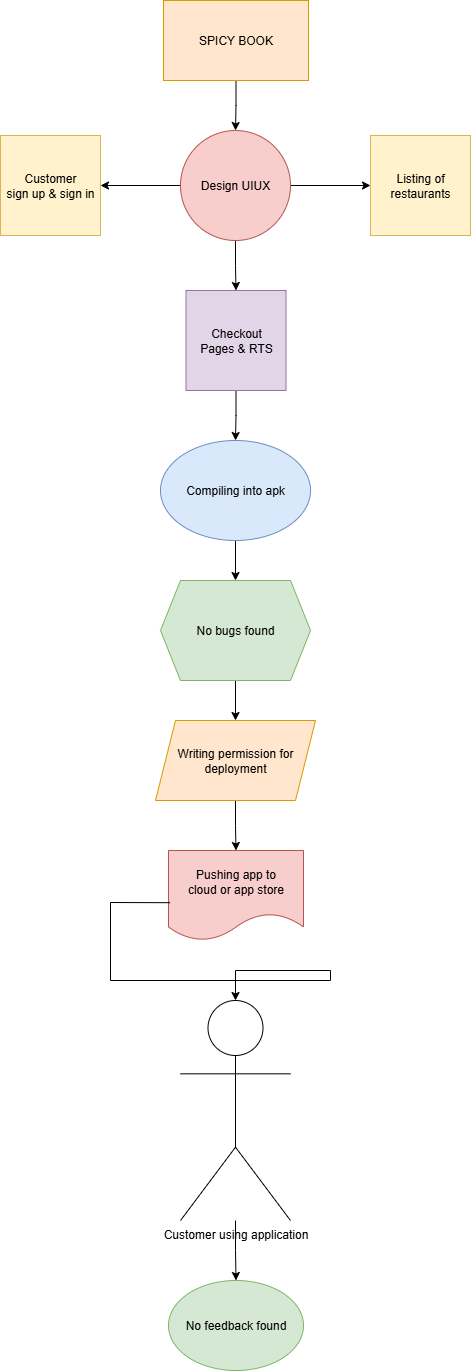 SPICY BOOK
Customer
sign up & sign in
Design UIUX
Listing of
restaurants
Checkout
Pages & RTS
Compiling into apk
No bugs found
Writing permission for
deployment
Pushing app to
cloud or app store
Customer using application
No feedback found